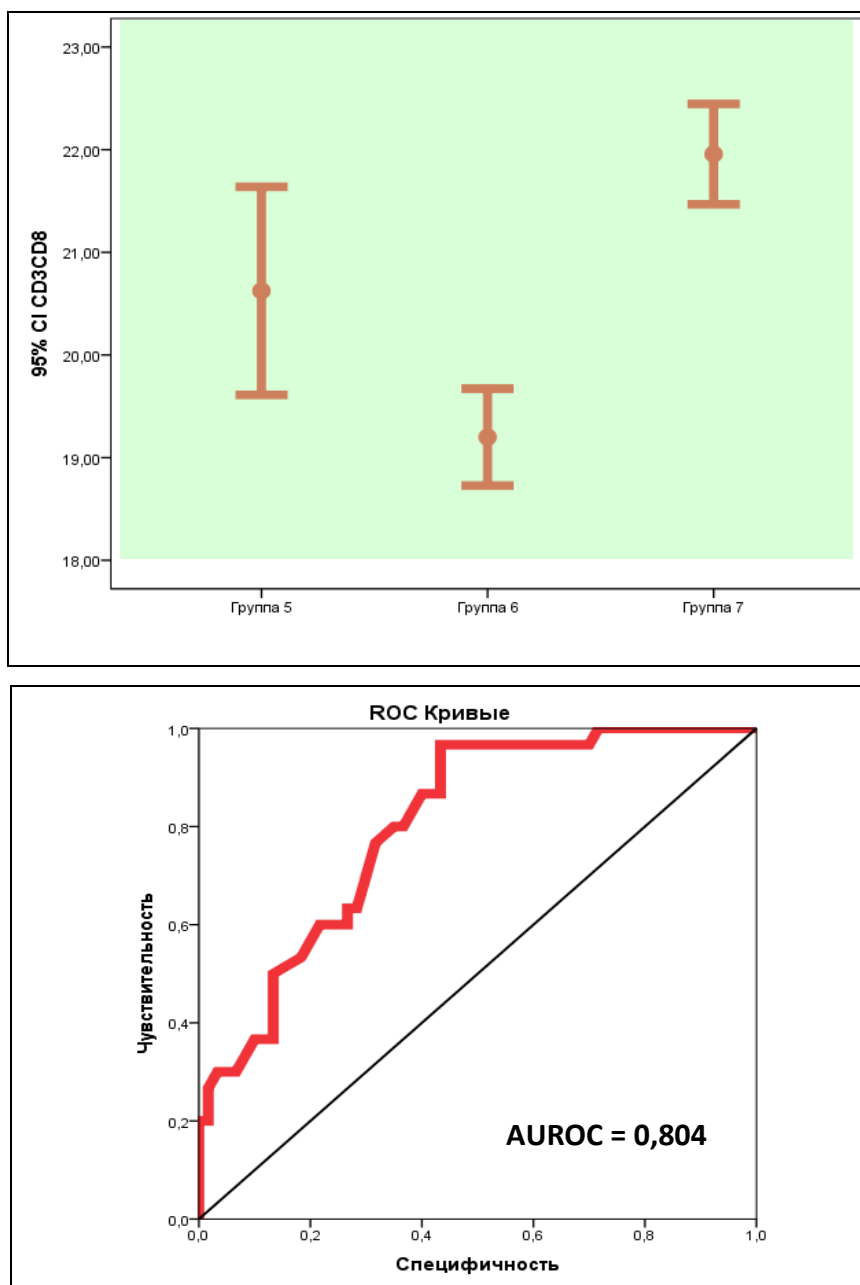 23,00
22,00
21,00
20,00
19,00
18,00
95% CI CD3CD8
Группа 5
Группа 6
Группа 7
ROC Кривые
1,0
0,8
0,6
0,4
0,2
0,0
Чувствительность
AUROC = 0,804
0,0 0,2 0,4 0,6 0,8 1,0
Специфичность